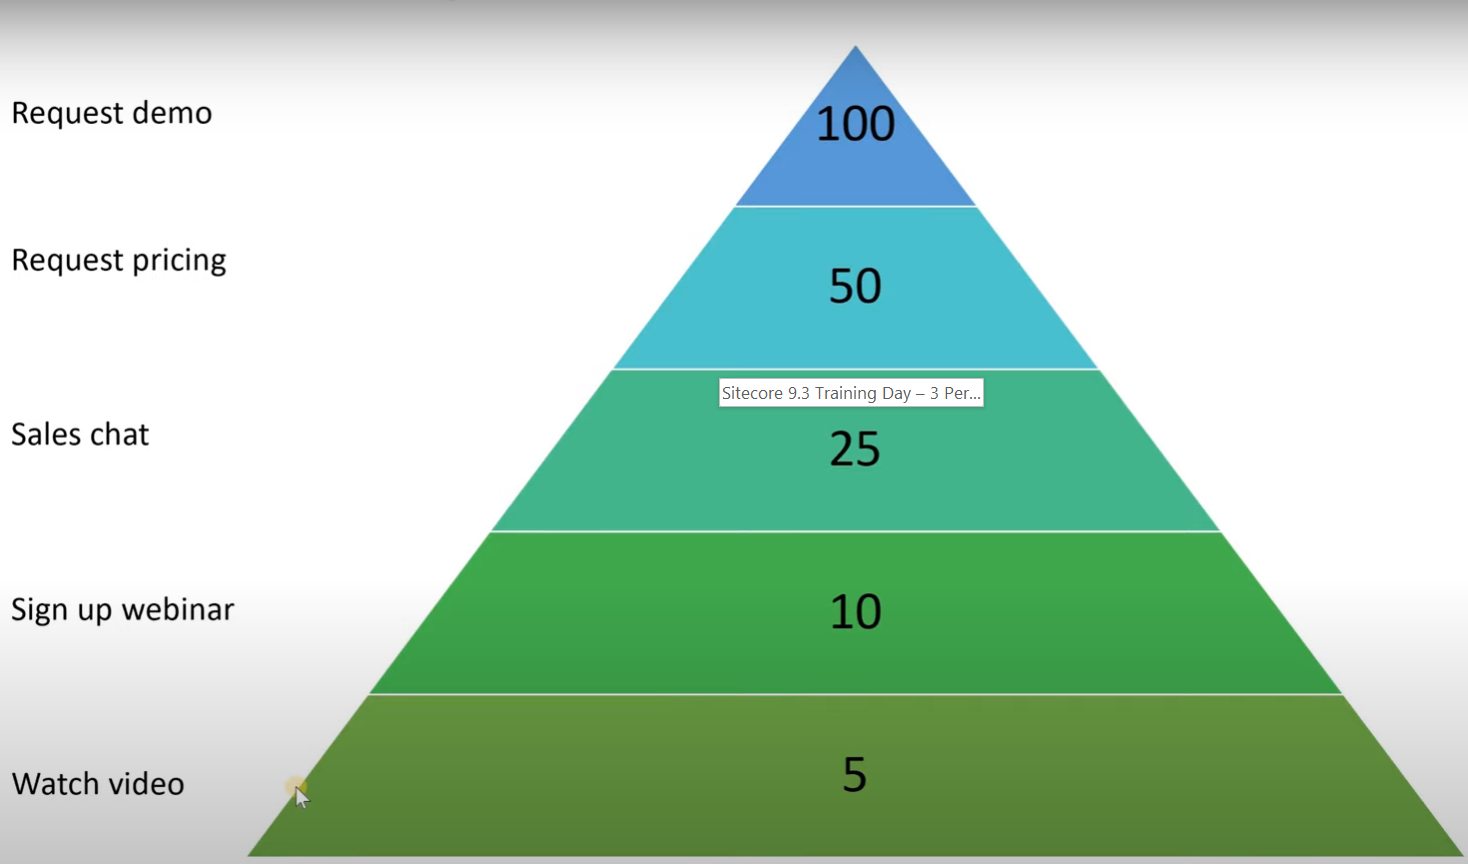 Request demo
100
Request pricing
50
Sitecore 9.3 Training Day – 3 Per...
Sales chat
25
Sign up webinar
10
Watch video
5